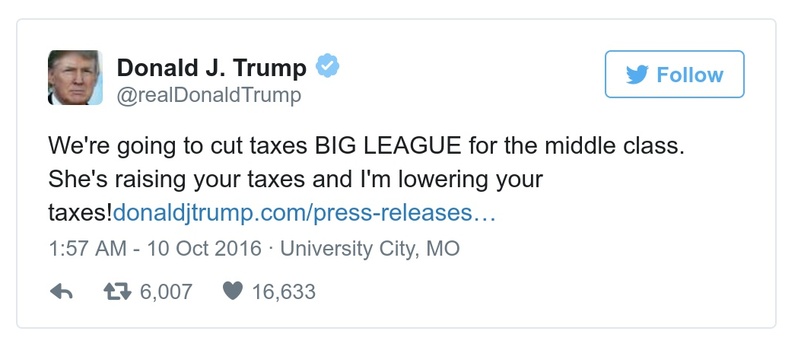 Donald J. Trump
@realDonaldTrump
Follow
We're going to cut taxes BIG LEAGUE for the middle class.
She's raising your taxes and I'm lowering your
taxes!donaldjtrump.com/press-releases…
1:57 AM - 10 Oct 2016 · University City, MO
6,007 16,633